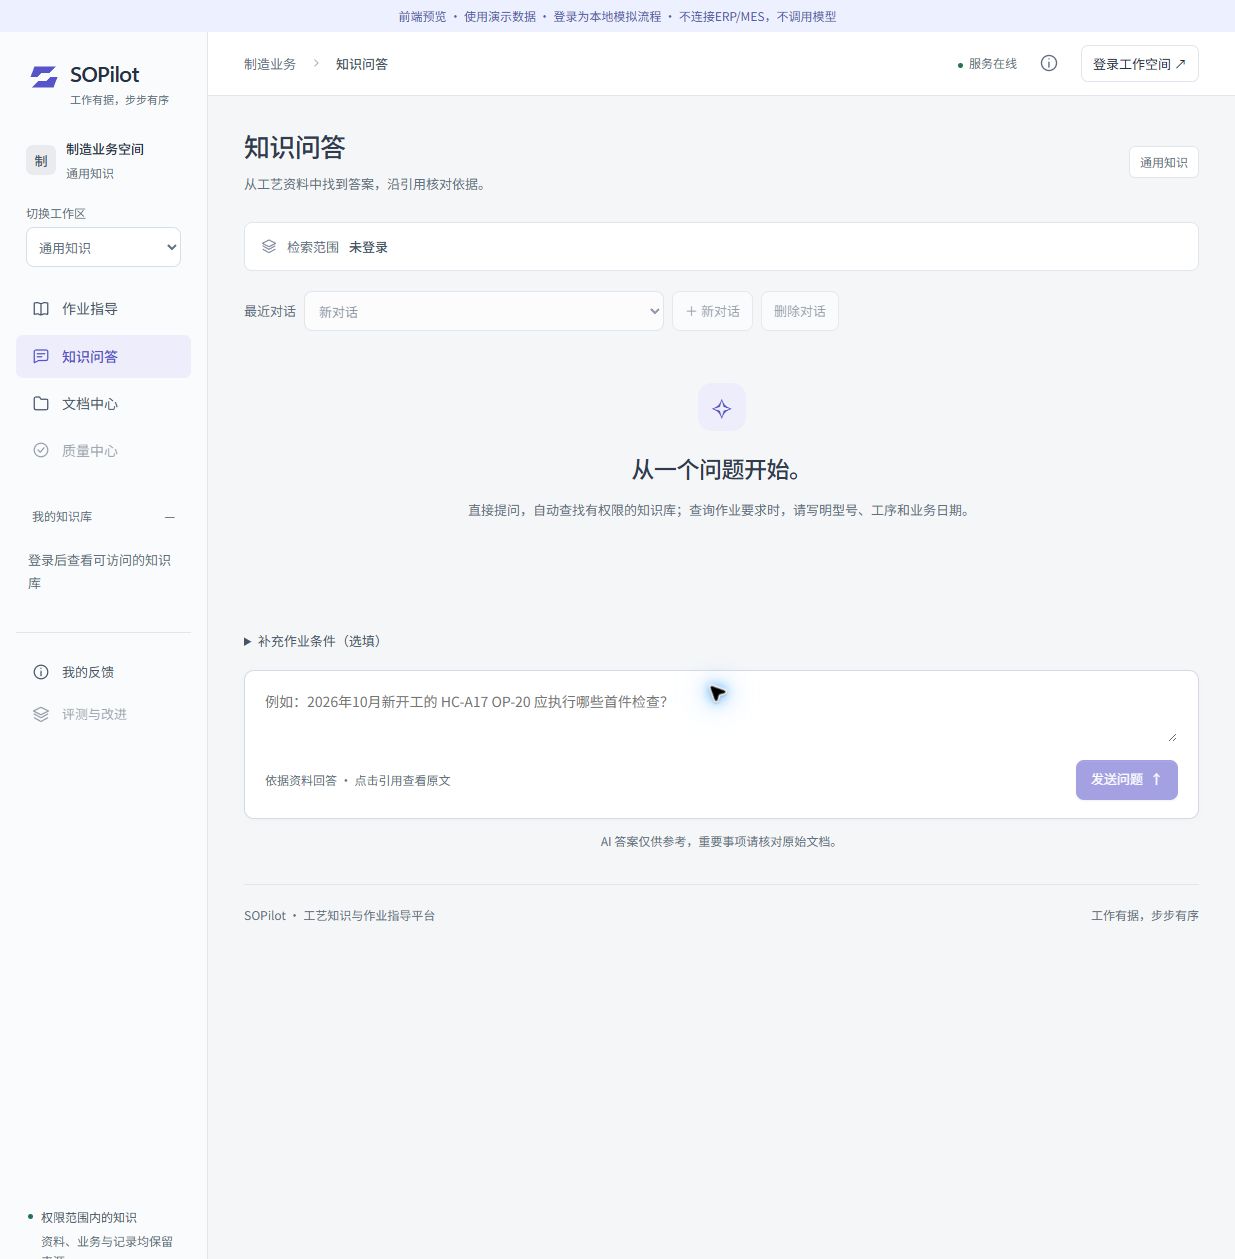 前端预览 · 使用演示数据 · 登录为本地模拟流程 · 不连接ERP/MES，不调用模型
SOPilot
工作有据，步步有序
制
制造业务空间
通用知识
切换工作区
通用知识
作业指导
知识问答
文档中心
质量中心
我的知识库
登录后查看可访问的知识
库
我的反馈
评测与改进
权限范围内的知识
资料、业务与记录均保留
制造业务
知识问答
服务在线
登录工作空间 ↗
知识问答
从工艺资料中找到答案，沿引用核对依据。
通用知识
检索范围 未登录
最近对话
新对话
＋ 新对话
删除对话
从一个问题开始。
直接提问，自动查找有权限的知识库；查询作业要求时，请写明型号、工序和业务日期。
▶ 补充作业条件（选填）
例如：2026年10月新开工的 HC-A17 OP-20 应执行哪些首件检查？
依据资料回答 · 点击引用查看原文
发送问题 ↑
AI 答案仅供参考，重要事项请核对原始文档。
SOPilot · 工艺知识与作业指导平台
工作有据，步步有序